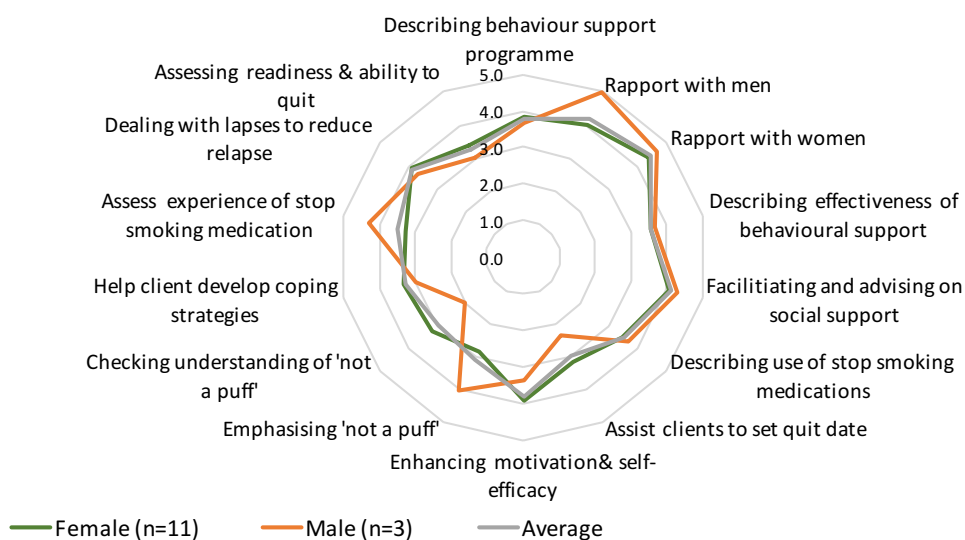 Describing behaviour support
programme
Assessing readiness & ability to
quit
Rapport with men
Dealing with lapses to reduce
relapse
Rapport with women
Assess experience of stop
smoking medication
Describing effectiveness of
behavioural support
Help client develop coping
strategies
Facilitiating and advising on
social support
Checking understanding of 'not
a puff'
Describing use of stop smoking
medications
Emphasising 'not a puff'
Assist clients to set quit date
Enhancing motivation& self-
efficacy
5.0
4.0
3.0
2.0
1.0
0.0
Female (n=11)
Male (n=3)
Average